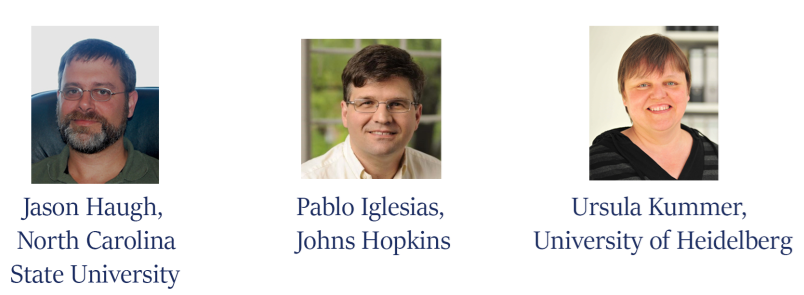 Jason Haugh,
North Carolina
State University
Pablo Iglesias,
Johns Hopkins
Ursula Kummer,
University of Heidelberg